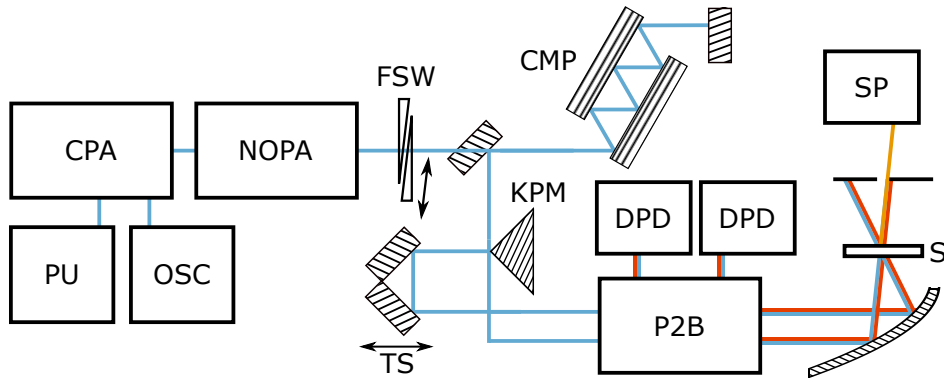 CMP
FSW
SP
CPA
NOPA
KPM
DPD
DPD
PU
OSC
S
P2B
TS